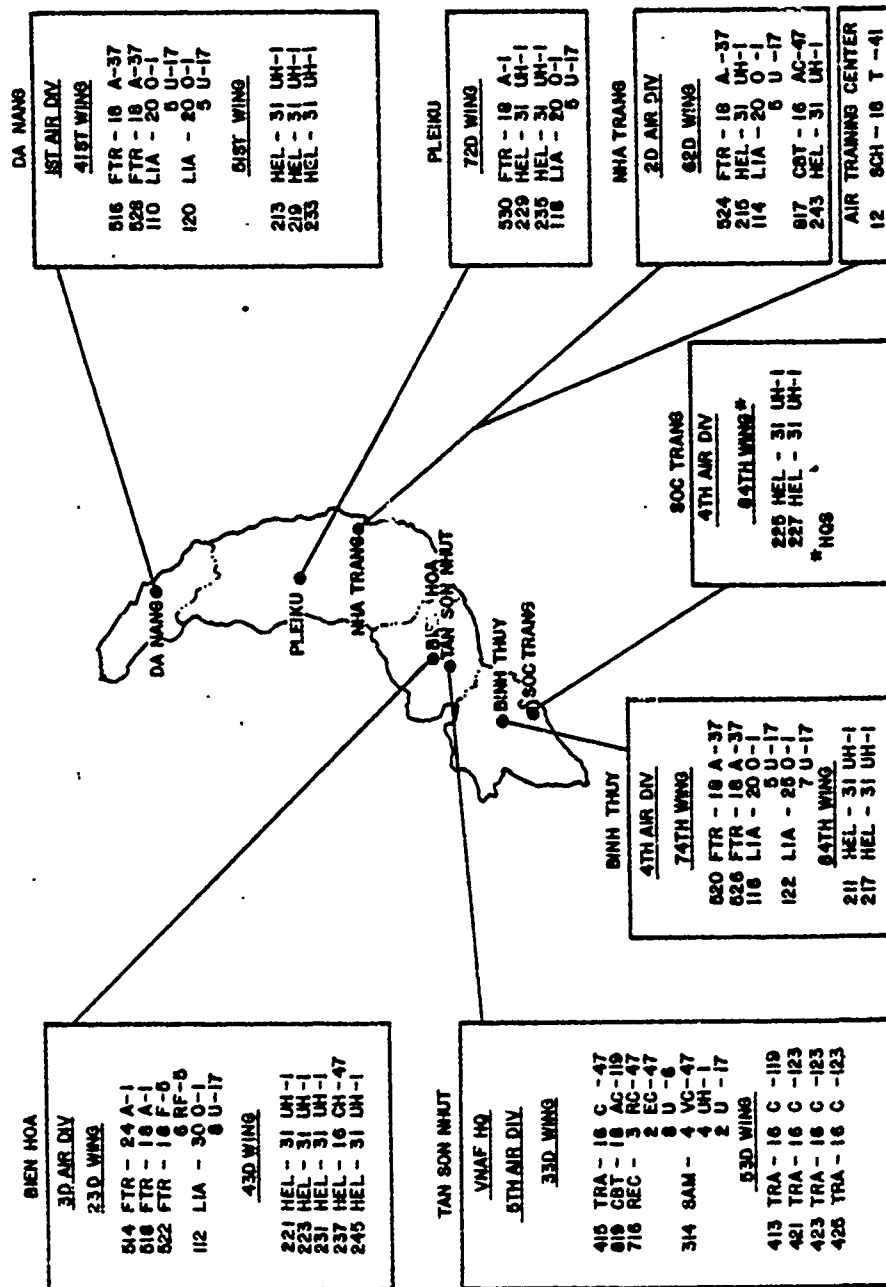 BIEN HOA
3D AIR DIV
23D WING
514 FTR - 24 A-1
518 FTR - 18 A-1
522 FTR - 18 F-5
6 RF-5
112 LIA - 30 O-1
8 U-17
43D WING
221 HEL - 31 UH-1
223 HEL - 31 UH-1
231 HEL - 31 UH-1
237 HEL - 16 CH-47
245 HEL - 31 UH-1
TAN SON NHUT
VNAF HQ
5TH AIR DIV
33D WING
415 TRA - 16 C-47
819 CBT - 18 AC-119
716 REC - 3 RC-47
2 EC-47
8 U-6
314 SAM - 4 VC-47
4 UH-1
2 U-17
53D WING
413 TRA - 16 C-119
421 TRA - 16 C-123
423 TRA - 16 C-123
425 TRA - 16 C-123
DA NANG
PLEIKU
NHA TRANG
HOA
TAN SON NHUT
BINH THUY
SOC TRANG
BINH THUY
4TH AIR DIV
74TH WING
520 FTR - 18 A-37
526 FTR - 18 A-37
116 LIA - 20 O-1
5 U-17
122 LIA - 25 O-1
7 U-17
84TH WING
211 HEL - 31 UH-1
217 HEL - 31 UH-1
SOC TRANG
4TH AIR DIV
84TH WING*
225 HEL - 31 UH-1
227 HEL - 31 UH-1
*HQS
DA NANG
1ST AIR DIV
41ST WING
516 FTR - 18 A-37
528 FTR - 18 A-37
110 LIA - 20 O-1
5 U-17
120 LIA - 20 O-1
5 U-17
51ST WING
213 HEL - 31 UH-1
219 HEL - 31 UH-1
233 HEL - 31 UH-1
PLEIKU
72D WING
530 FTR - 18 A-1
229 HEL - 31 UH-1
235 HEL - 31 UH-1
118 LIA - 20 O-1
5 U-17
NHA TRANG
2D AIR DIV
62D WING
524 FTR - 18 A-37
215 HEL - 31 UH-1
114 LIA - 20 O-1
5 U-17
817 CBT - 16 AC-47
243 HEL - 31 UH-1
AIR TRAINING CENTER
12 SCH - 18 T-41